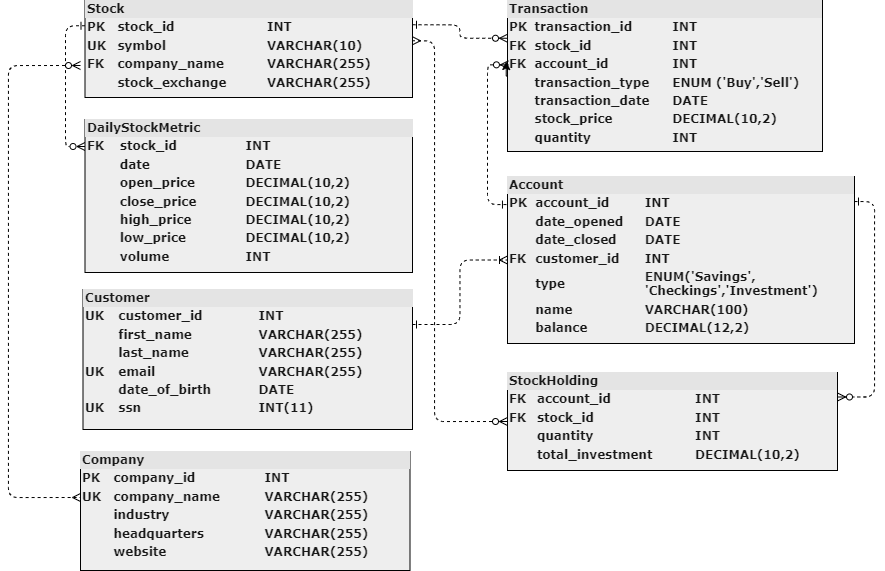 Stock
PK stock_id INT
UK symbol VARCHAR(10)
FK company_name VARCHAR(255)
stock_exchange VARCHAR(255)
DailyStockMetric
FK stock_id INT
date DATE
open_price DECIMAL(10,2)
close_price DECIMAL(10,2)
high_price DECIMAL(10,2)
low_price DECIMAL(10,2)
volume INT
Customer
UK customer_id INT
first_name VARCHAR(255)
last_name VARCHAR(255)
UK email VARCHAR(255)
date_of_birth DATE
UK ssn INT(11)
Company
PK company_id INT
UK company_name VARCHAR(255)
industry VARCHAR(255)
headquarters VARCHAR(255)
website VARCHAR(255)
Transaction
PK transaction_id INT
FK stock_id INT
FK account_id INT
transaction_type ENUM ('Buy','Sell')
transaction_date DATE
stock_price DECIMAL(10,2)
quantity INT
Account
PK account_id INT
date_opened DATE
date_closed DATE
FK customer_id INT
type ENUM('Savings',
'Checkings','Investment')
name VARCHAR(100)
balance DECIMAL(12,2)
StockHolding
FK account_id INT
FK stock_id INT
quantity INT
total_investment DECIMAL(10,2)